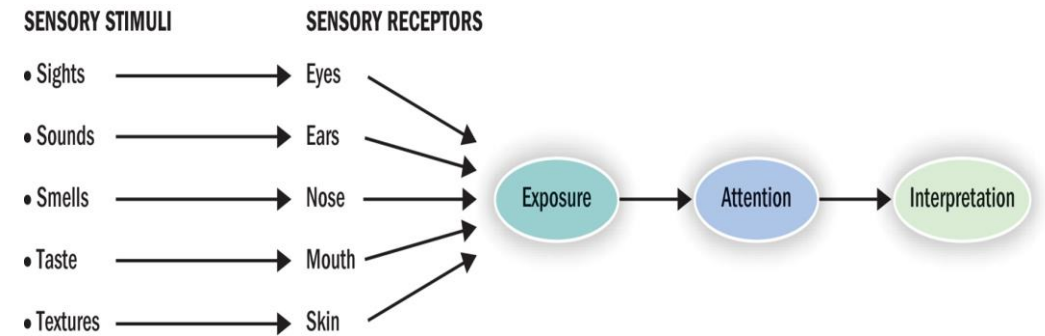 SENSORY STIMULI SENSORY RECEPTORS
• Sights Eyes
• Sounds Ears
• Smells Nose Exposure Attention Interpretation
• Taste Mouth
• Textures Skin